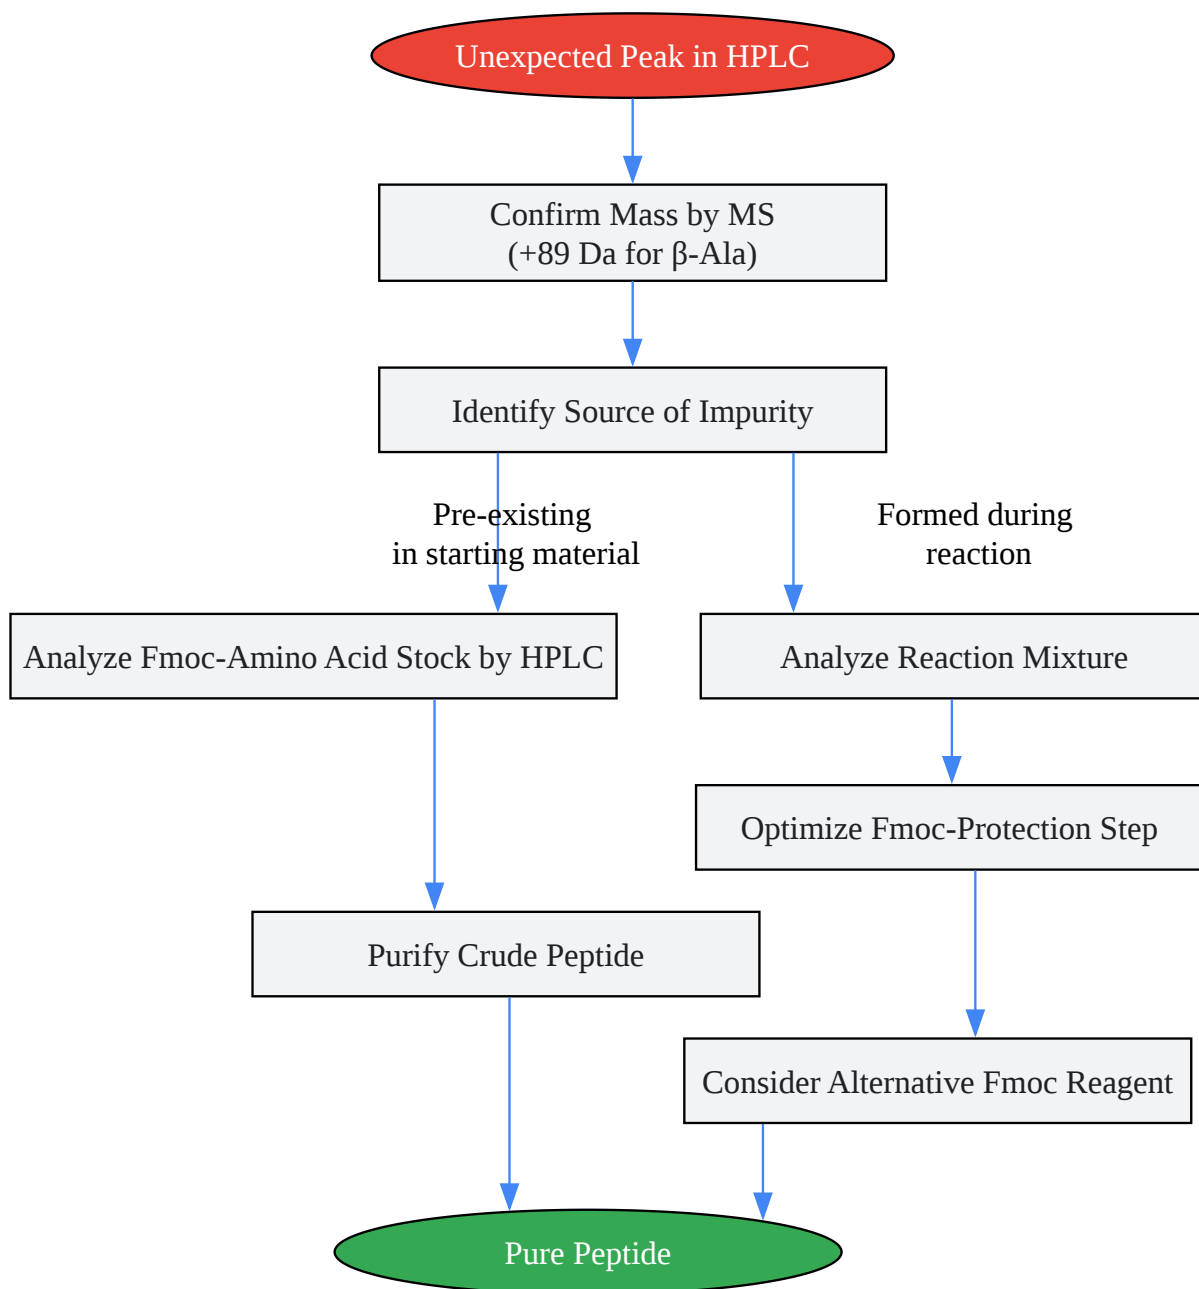 Unexpected Peak in HPLC
Confirm Mass by MS
(+89 Da for β-Ala)
Identify Source of Impurity
Pre-existing
in starting material
Formed during
reaction
Analyze Fmoc-Amino Acid Stock by HPLC
Analyze Reaction Mixture
Optimize Fmoc-Protection Step
Purify Crude Peptide
Consider Alternative Fmoc Reagent
Pure Peptide